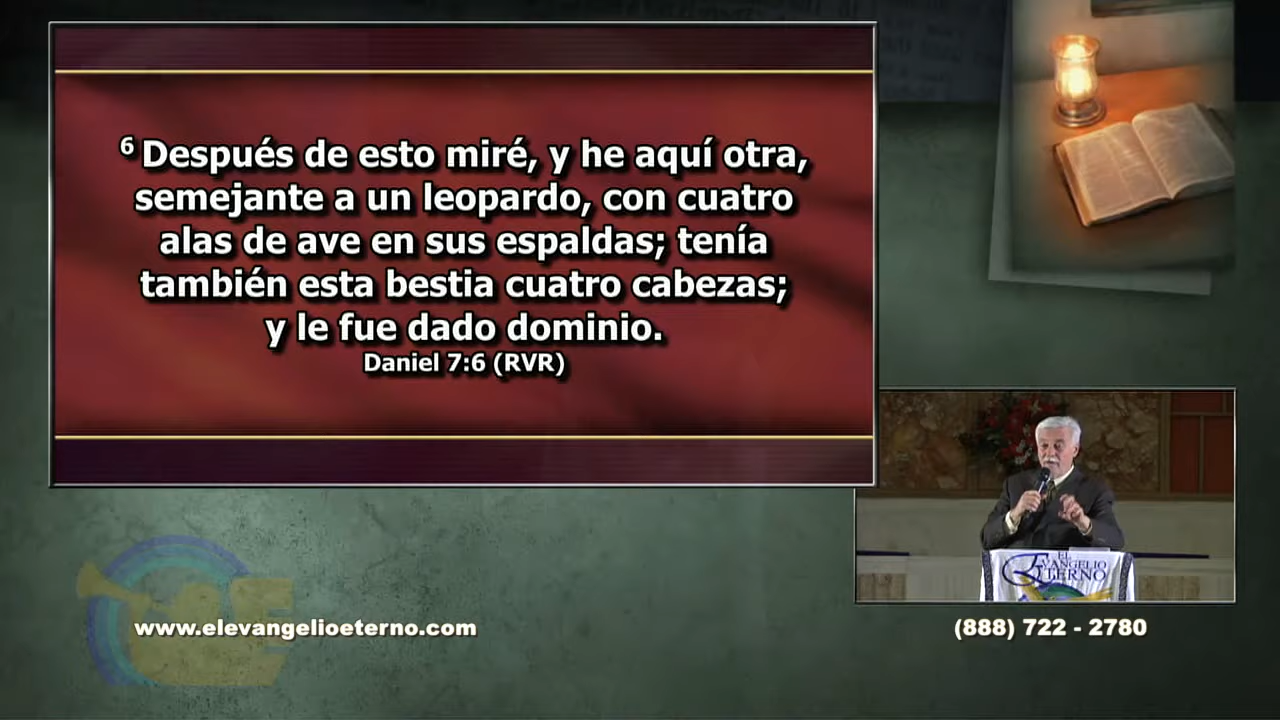 6 Después de esto miré, y he aquí otra,
semejante a un leopardo, con cuatro
alas de ave en sus espaldas; tenía
también esta bestia cuatro cabezas;
y le fue dado dominio.
Daniel 7:6 (RVR)
EL
EVANGELIO
ETERNO
www.elevangelioeterno.com
(888) 722 - 2780